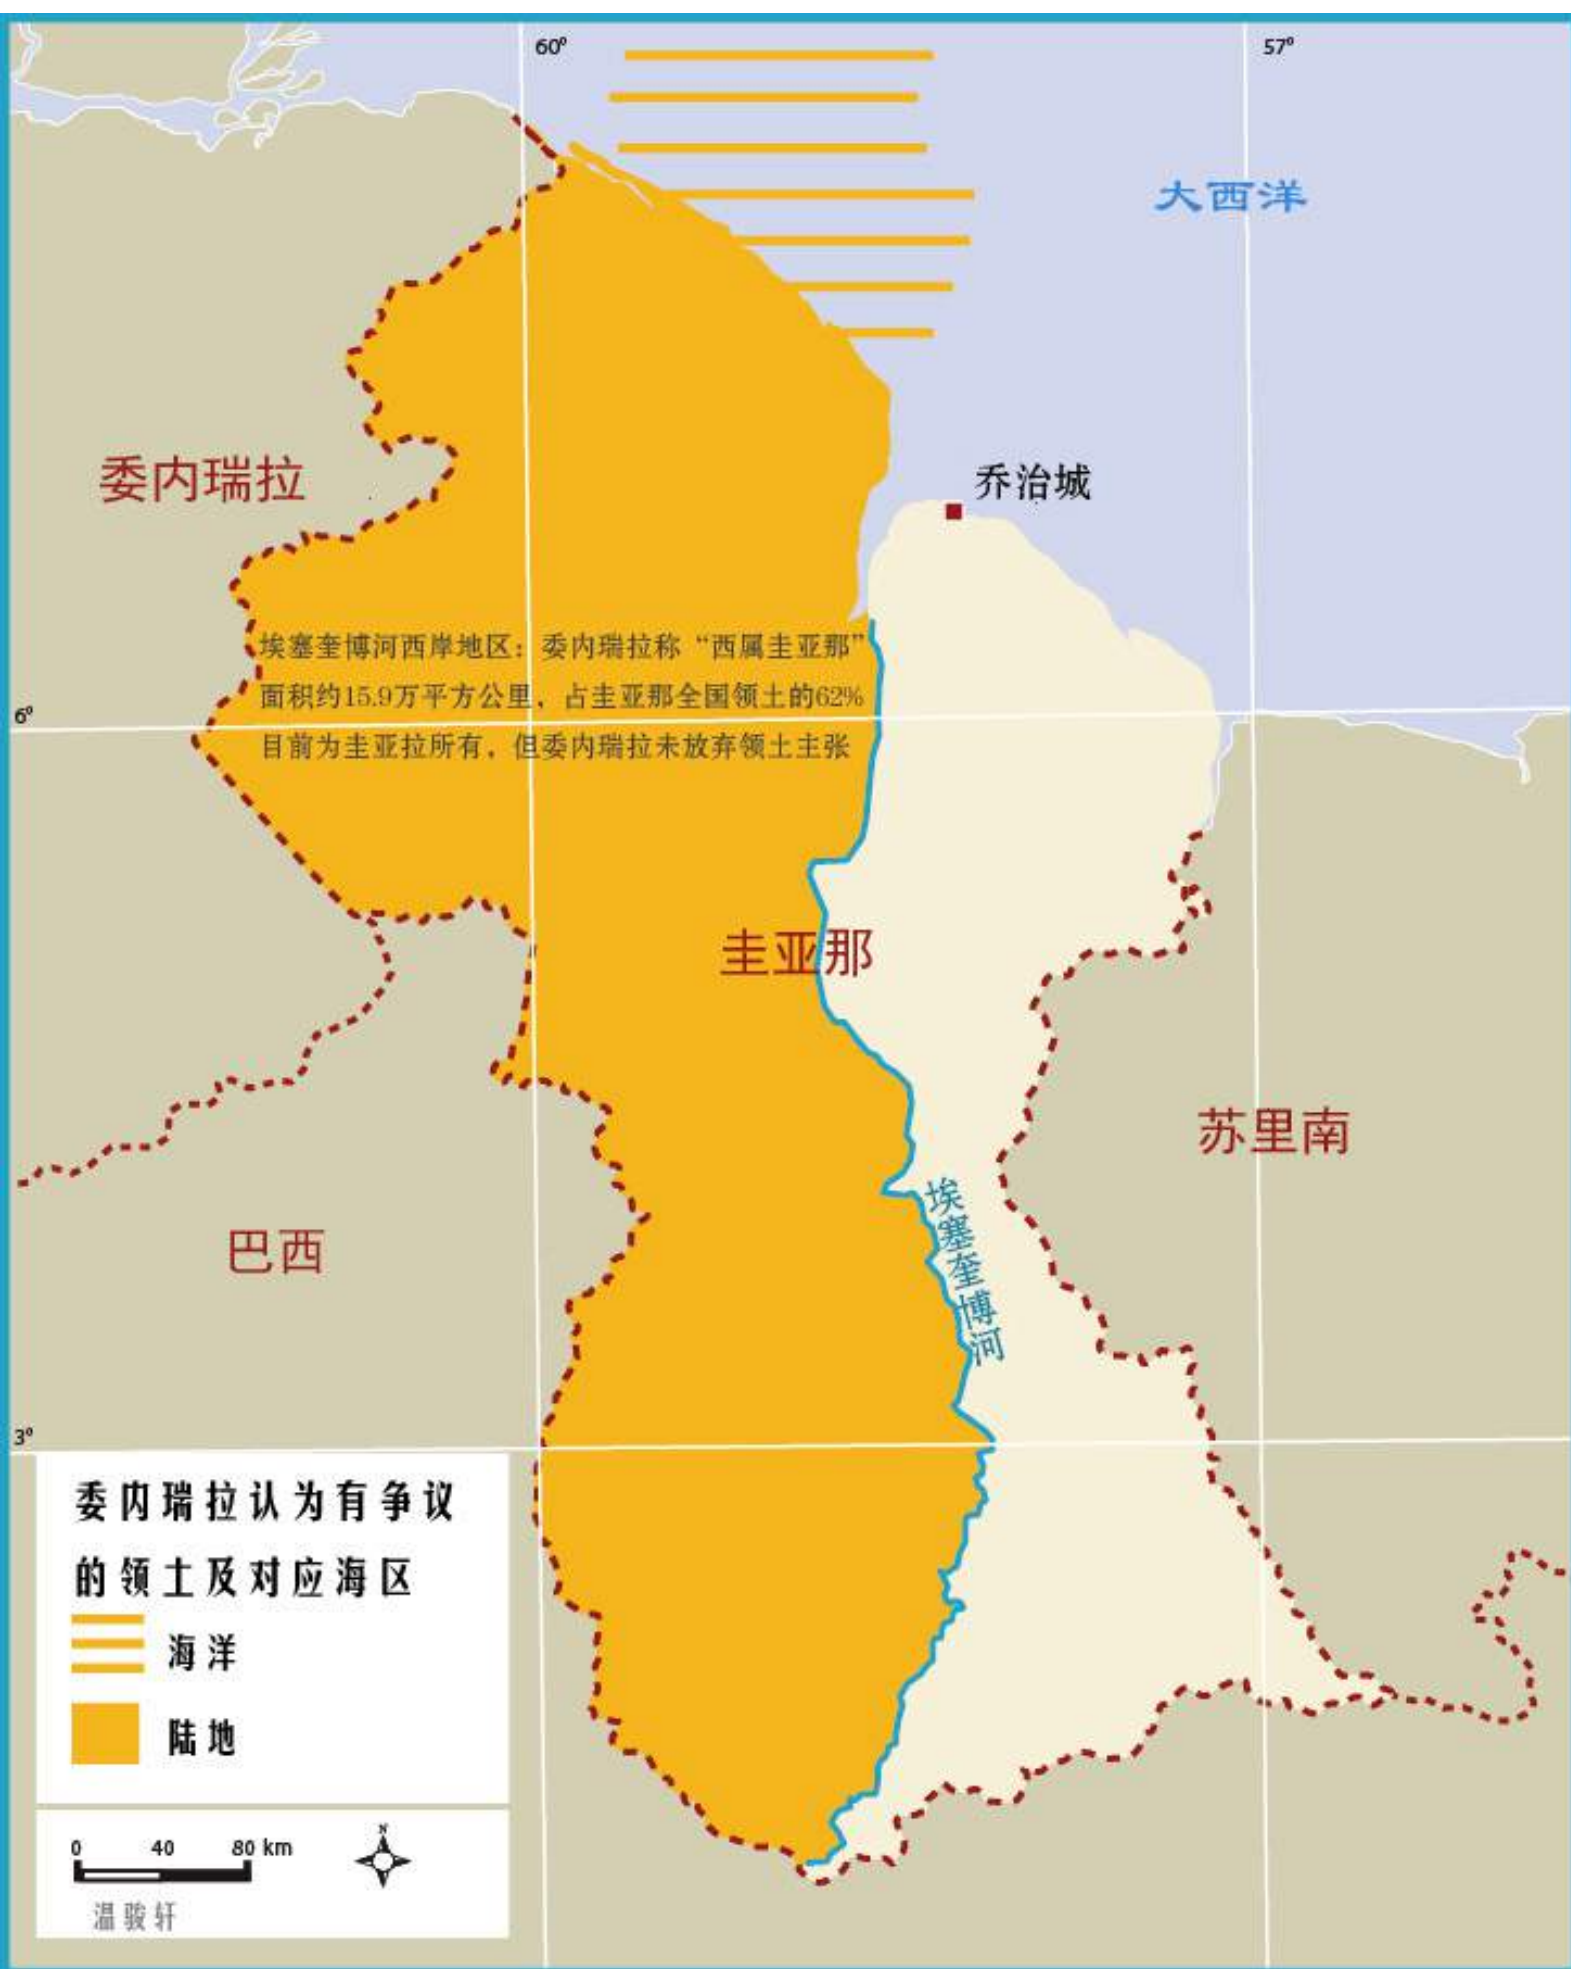 60°
57°
大西洋
委内瑞拉
乔治城
埃塞奎博河西岸地区：委内瑞拉称“西属圭亚那”
面积约15.9万平方公里，占圭亚那全国领土的62%
目前为圭亚拉所有，但委内瑞拉未放弃领土主张
6°
圭亚那
苏里南
埃塞奎博河
巴西
3°
委内瑞拉认为有争议
的领土及对应海区
海洋
陆地
0 40 80 km
N
温骏轩